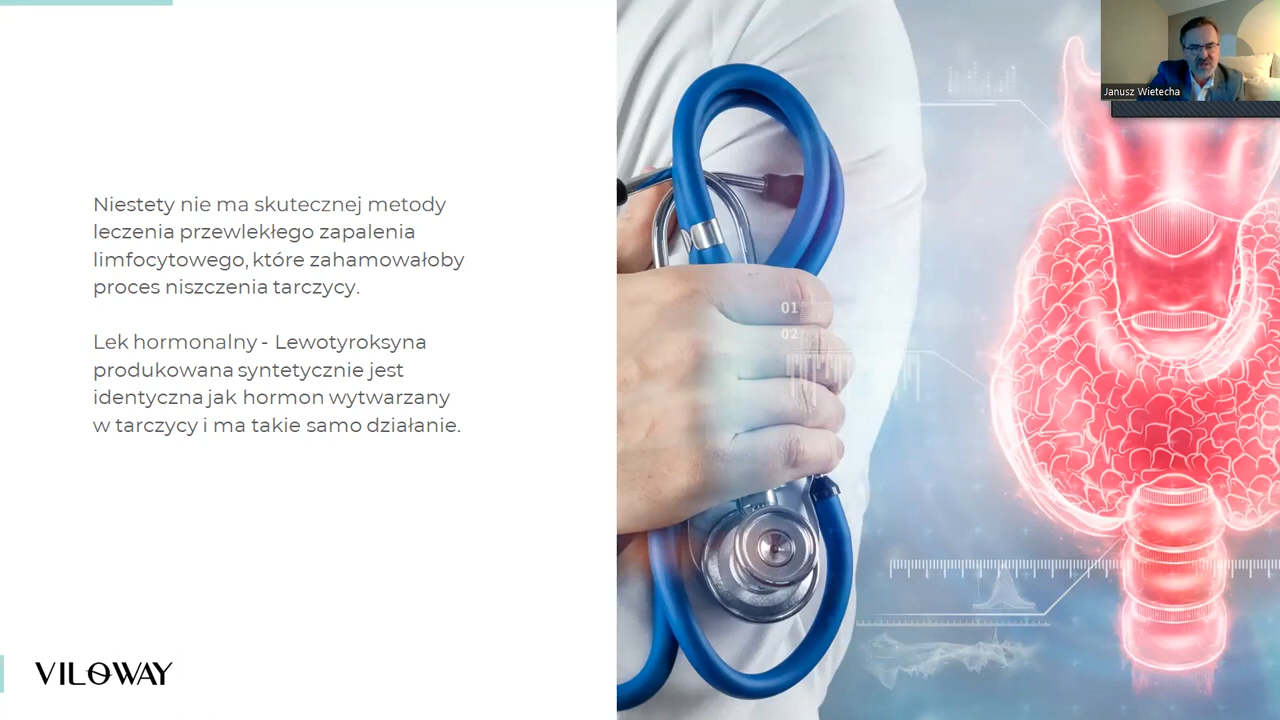 Janusz Wietecha
Niestety nie ma skutecznej metody
leczenia przewlekłego zapalenia
limfocytowego, które zahamowałoby
proces niszczenia tarczycy.
Lek hormonalny - Lewotyroksyna
produkowana syntetycznie jest
identyczna jak hormon wytwarzany
w tarczycy i ma takie samo działanie.
01
02
VILOWAY